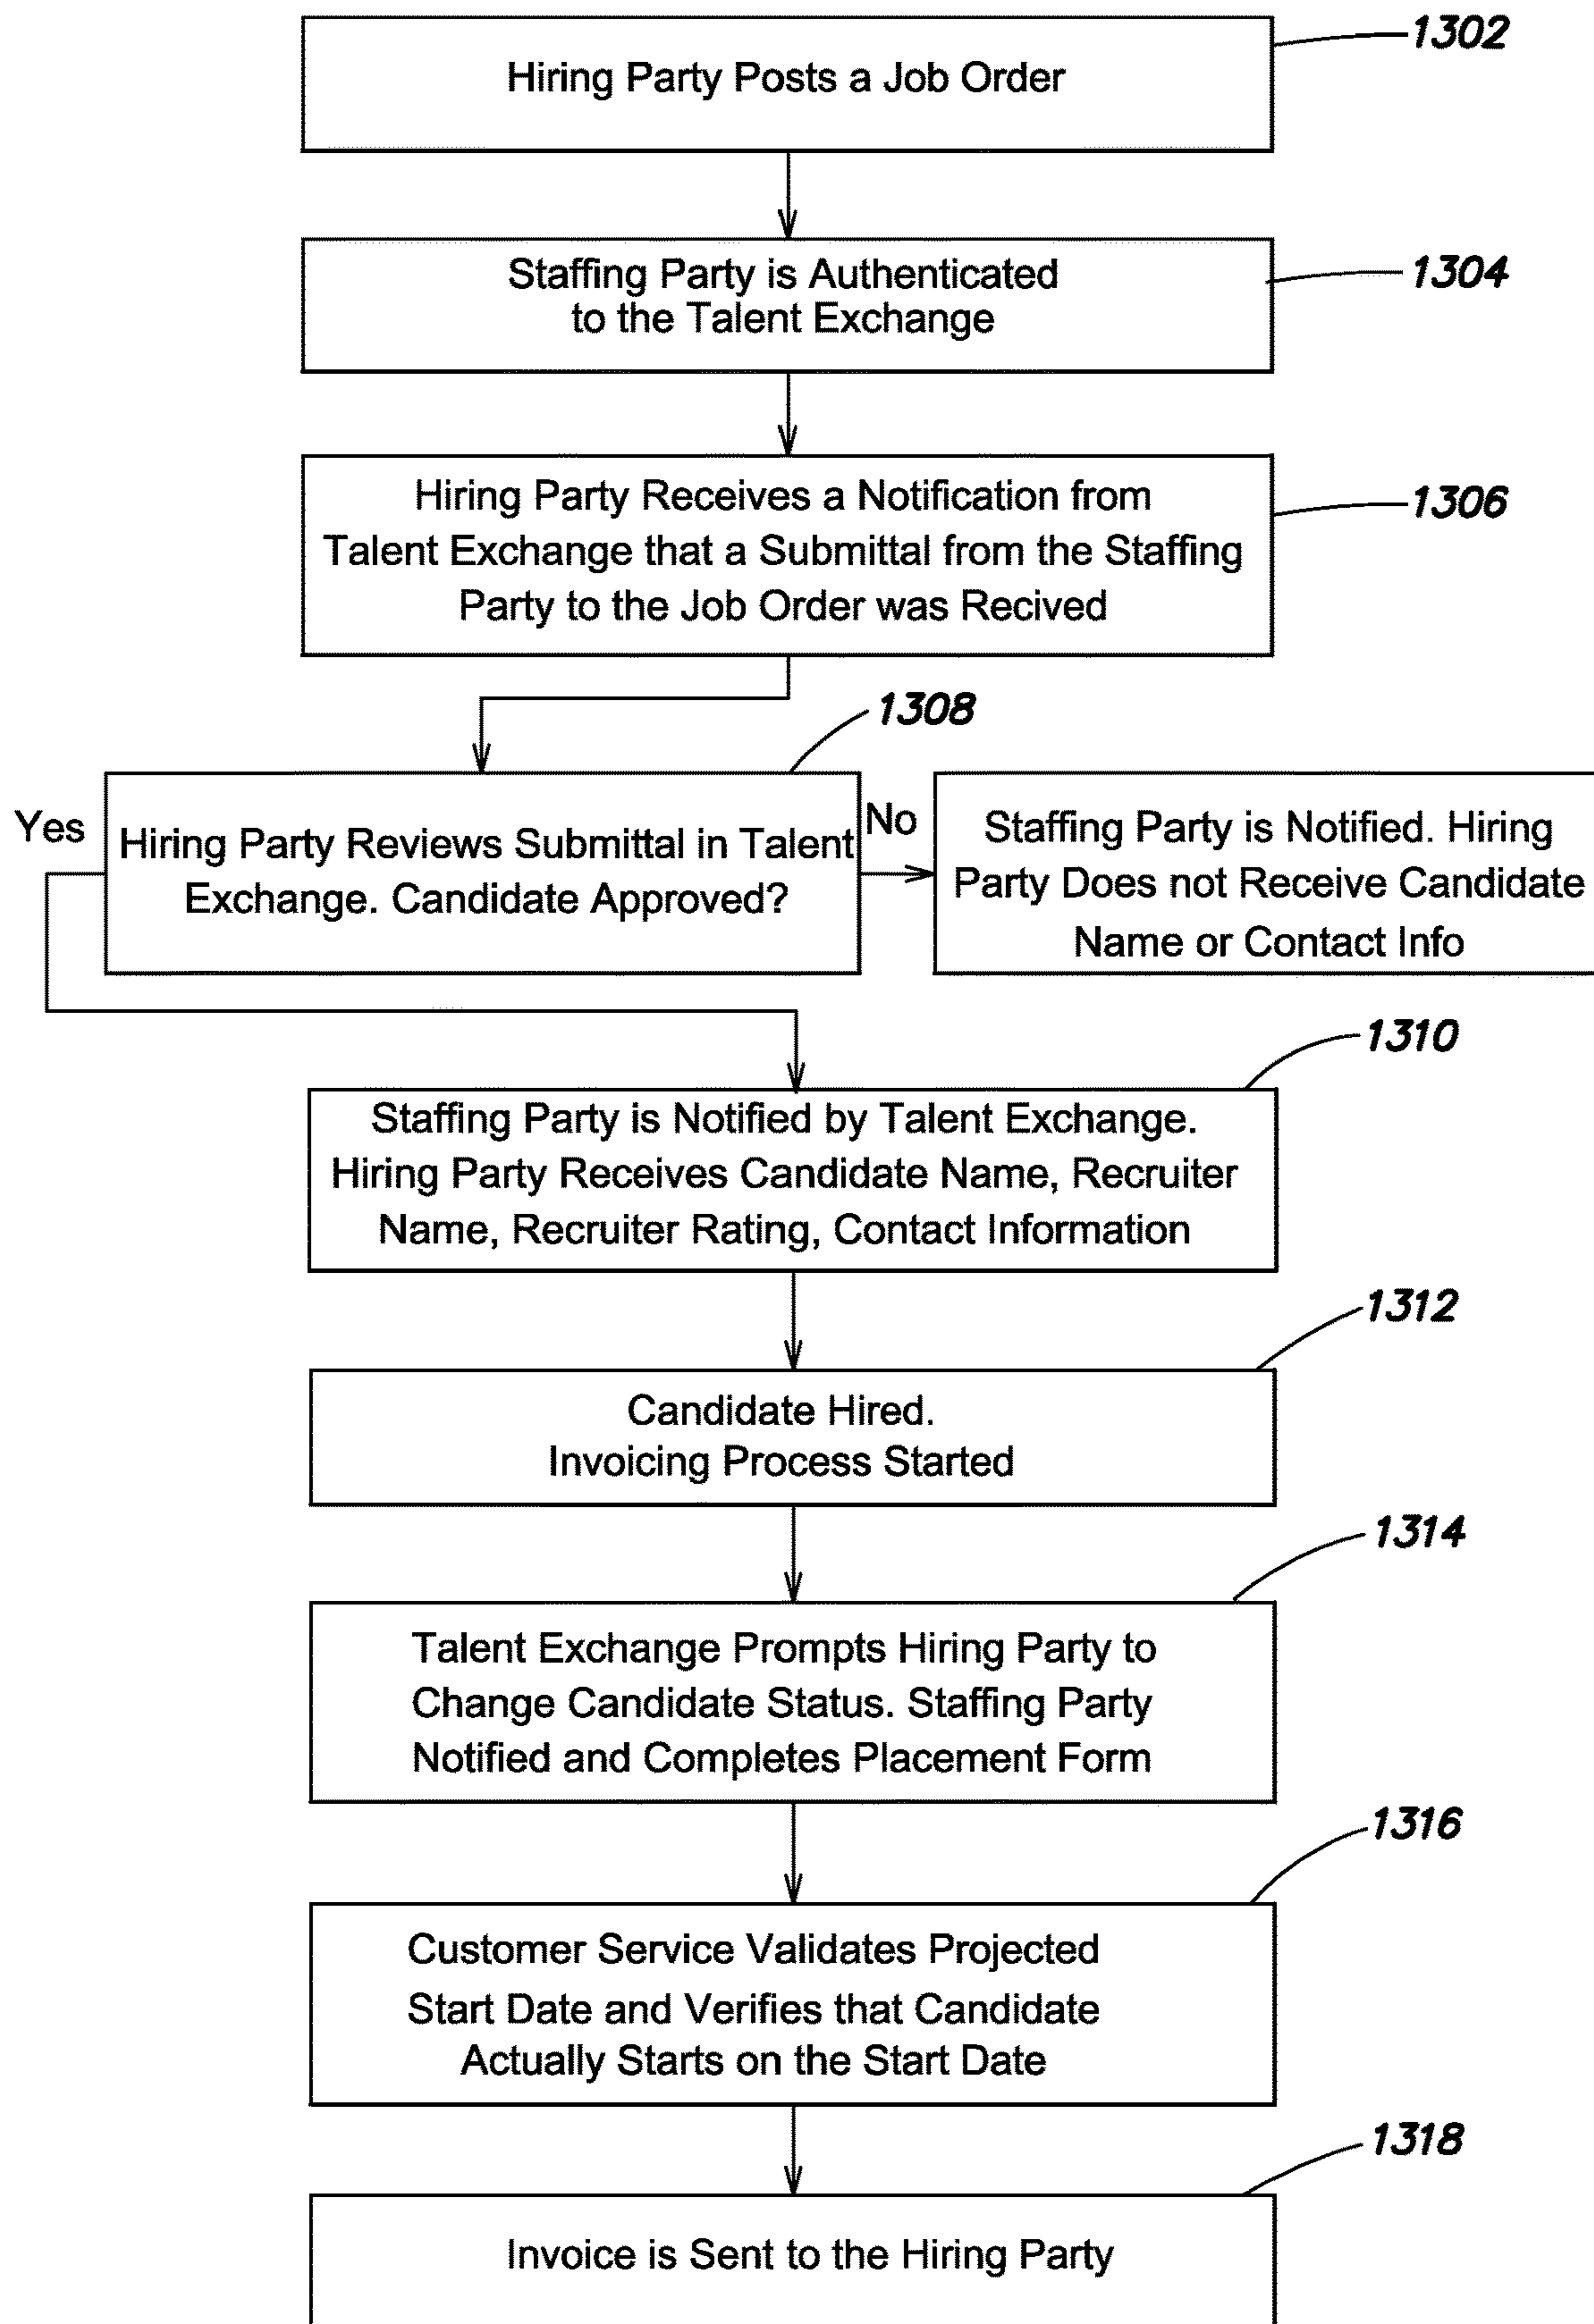 1302
Hiring Party Posts a Job Order
1304
Staffing Party is Authenticated
to the Talent Exchange
1306
Hiring Party Receives a Notification from
Talent Exchange that a Submittal from the Staffing
Party to the Job Order was Recived
1308
Yes
Hiring Party Reviews Submittal in Talent
Exchange. Candidate Approved?
No
Staffing Party is Notified. Hiring
Party Does not Receive Candidate
Name or Contact Info
1310
Staffing Party is Notified by Talent Exchange.
Hiring Party Receives Candidate Name, Recruiter
Name, Recruiter Rating, Contact Information
1312
Candidate Hired.
Invoicing Process Started
1314
Talent Exchange Prompts Hiring Party to
Change Candidate Status. Staffing Party
Notified and Completes Placement Form
1316
Customer Service Validates Projected
Start Date and Verifies that Candidate
Actually Starts on the Start Date
1318
Invoice is Sent to the Hiring Party